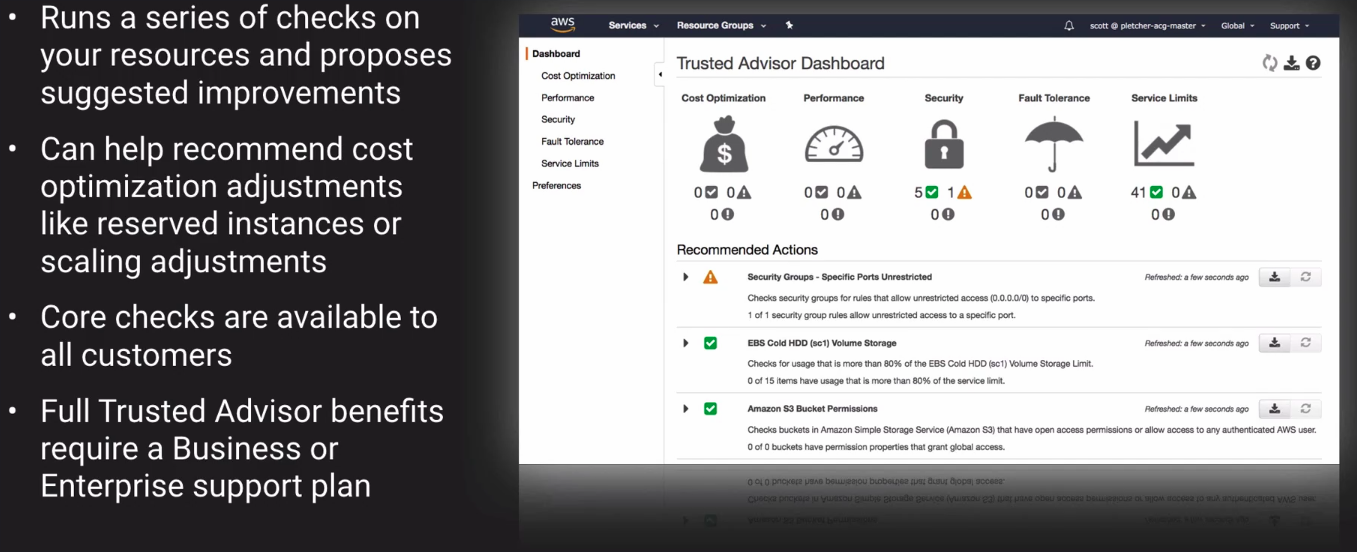 • Runs a series of checks on
your resources and proposes
suggested improvements
• Can help recommend cost
optimization adjustments
like reserved instances or
scaling adjustments
• Core checks are available to
all customers
• Full Trusted Advisor benefits
require a Business or
Enterprise support plan
aws Services Resource Groups scott @ pletcher-acg-master Global Support
Dashboard
Cost Optimization
Performance
Security
Fault Tolerance
Service Limits
Preferences
Trusted Advisor Dashboard
Cost Optimization Performance Security Fault Tolerance Service Limits
$
0 0 0 0 5 1 0 0 41 0
0 0 0 0 0
Recommended Actions
Security Groups - Specific Ports Unrestricted Refreshed: a few seconds ago
Checks security groups for rules that allow unrestricted access (0.0.0.0/0) to specific ports.
1 of 1 security group rules allow unrestricted access to a specific port.
EBS Cold HDD (sc1) Volume Storage Refreshed: a few seconds ago
Checks for usage that is more than 80% of the EBS Cold HDD (sc1) Volume Storage Limit.
0 of 15 items have usage that is more than 80% of the service limit.
Amazon S3 Bucket Permissions Refreshed: a few seconds ago
Checks buckets in Amazon Simple Storage Service (Amazon S3) that have open access permissions or allow access to any authenticated AWS user.
0 of 0 buckets have permission properties that grant global access.